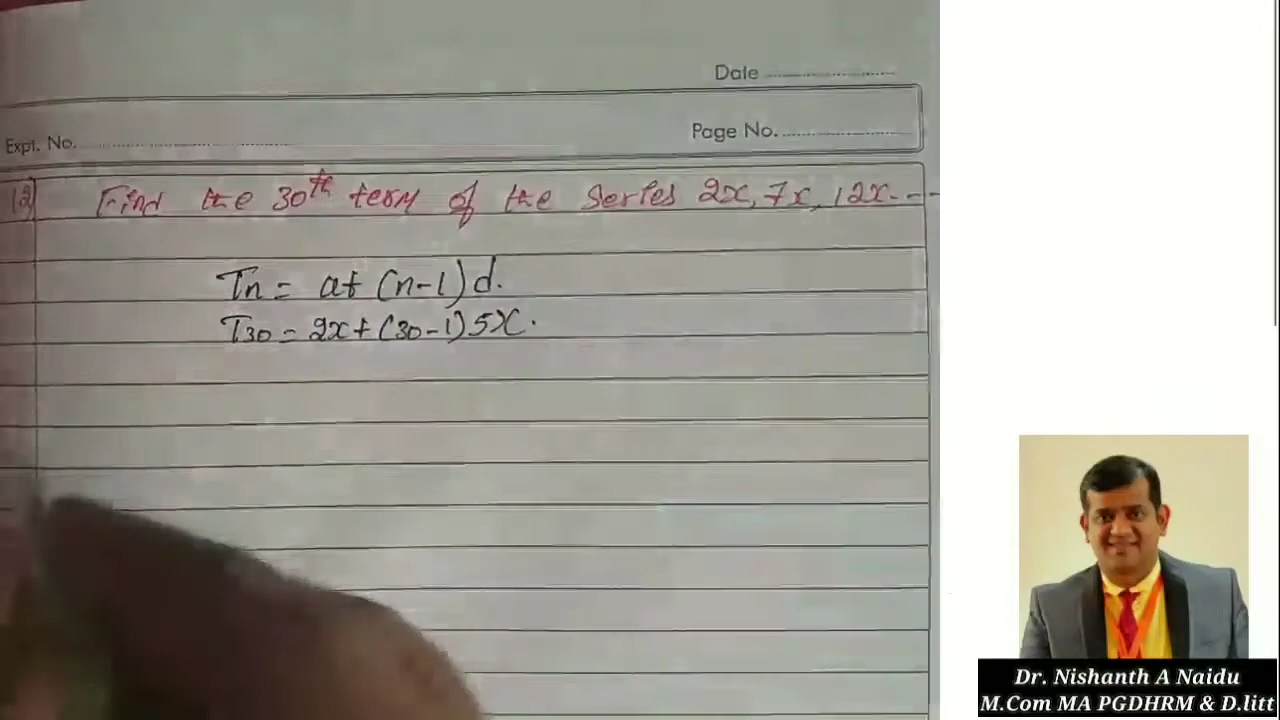 Date
Expt. No.
Page No.
12) Find the 30th term of the series 2x, 7x, 12x - - -
Tn = a + (n-1) d.
T30 = 2x + (30-1) 5x.
Dr. Nishanth A Naidu
M.Com MA PGDHRM & D.litt